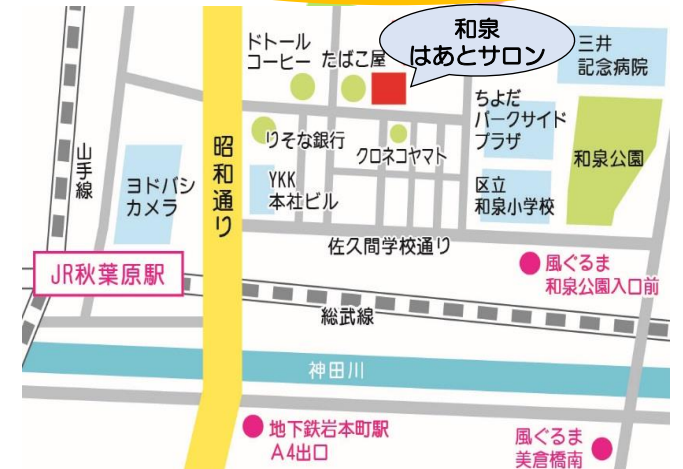 和泉
はあとサロン
ドトール
コーヒー
たばこ屋
三井
記念病院
ちよだ
パークサイド
プラザ
和泉公園
山手線
昭和通り
りそな銀行
クロネコヤマト
ヨドバシ
カメラ
YKK
本社ビル
区立
和泉小学校
佐久間学校通り
JR秋葉原駅
風ぐるま
和泉公園入口前
総武線
神田川
地下鉄岩本町駅
A4出口
風ぐるま
美倉橋南